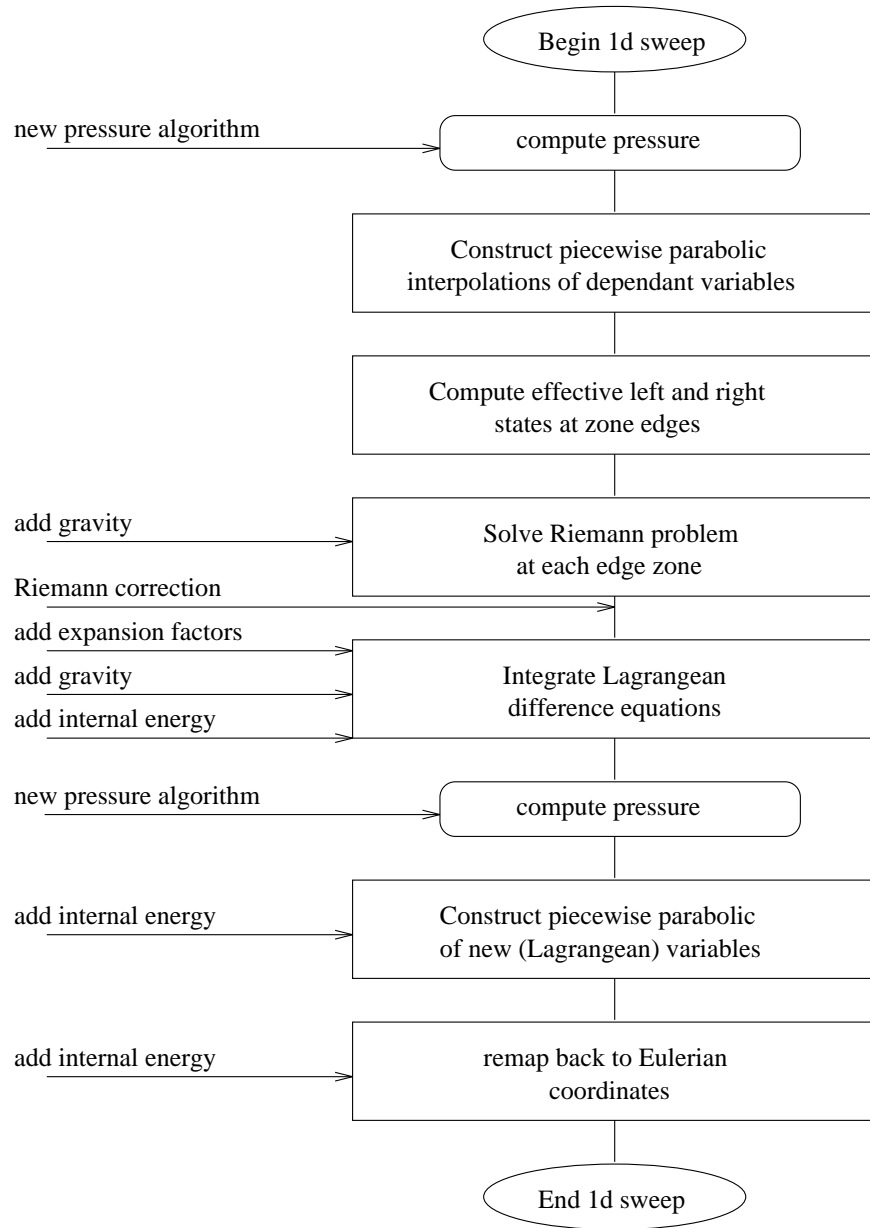 Begin 1d sweep
new pressure algorithm
compute pressure
Construct piecewise parabolic
interpolations of dependant variables
Compute effective left and right
states at zone edges
add gravity
Solve Riemann problem
at each edge zone
Riemann correction
add expansion factors
add gravity
Integrate Lagrangean
difference equations
add internal energy
new pressure algorithm
compute pressure
add internal energy
Construct piecewise parabolic
of new (Lagrangean) variables
add internal energy
remap back to Eulerian
coordinates
End 1d sweep